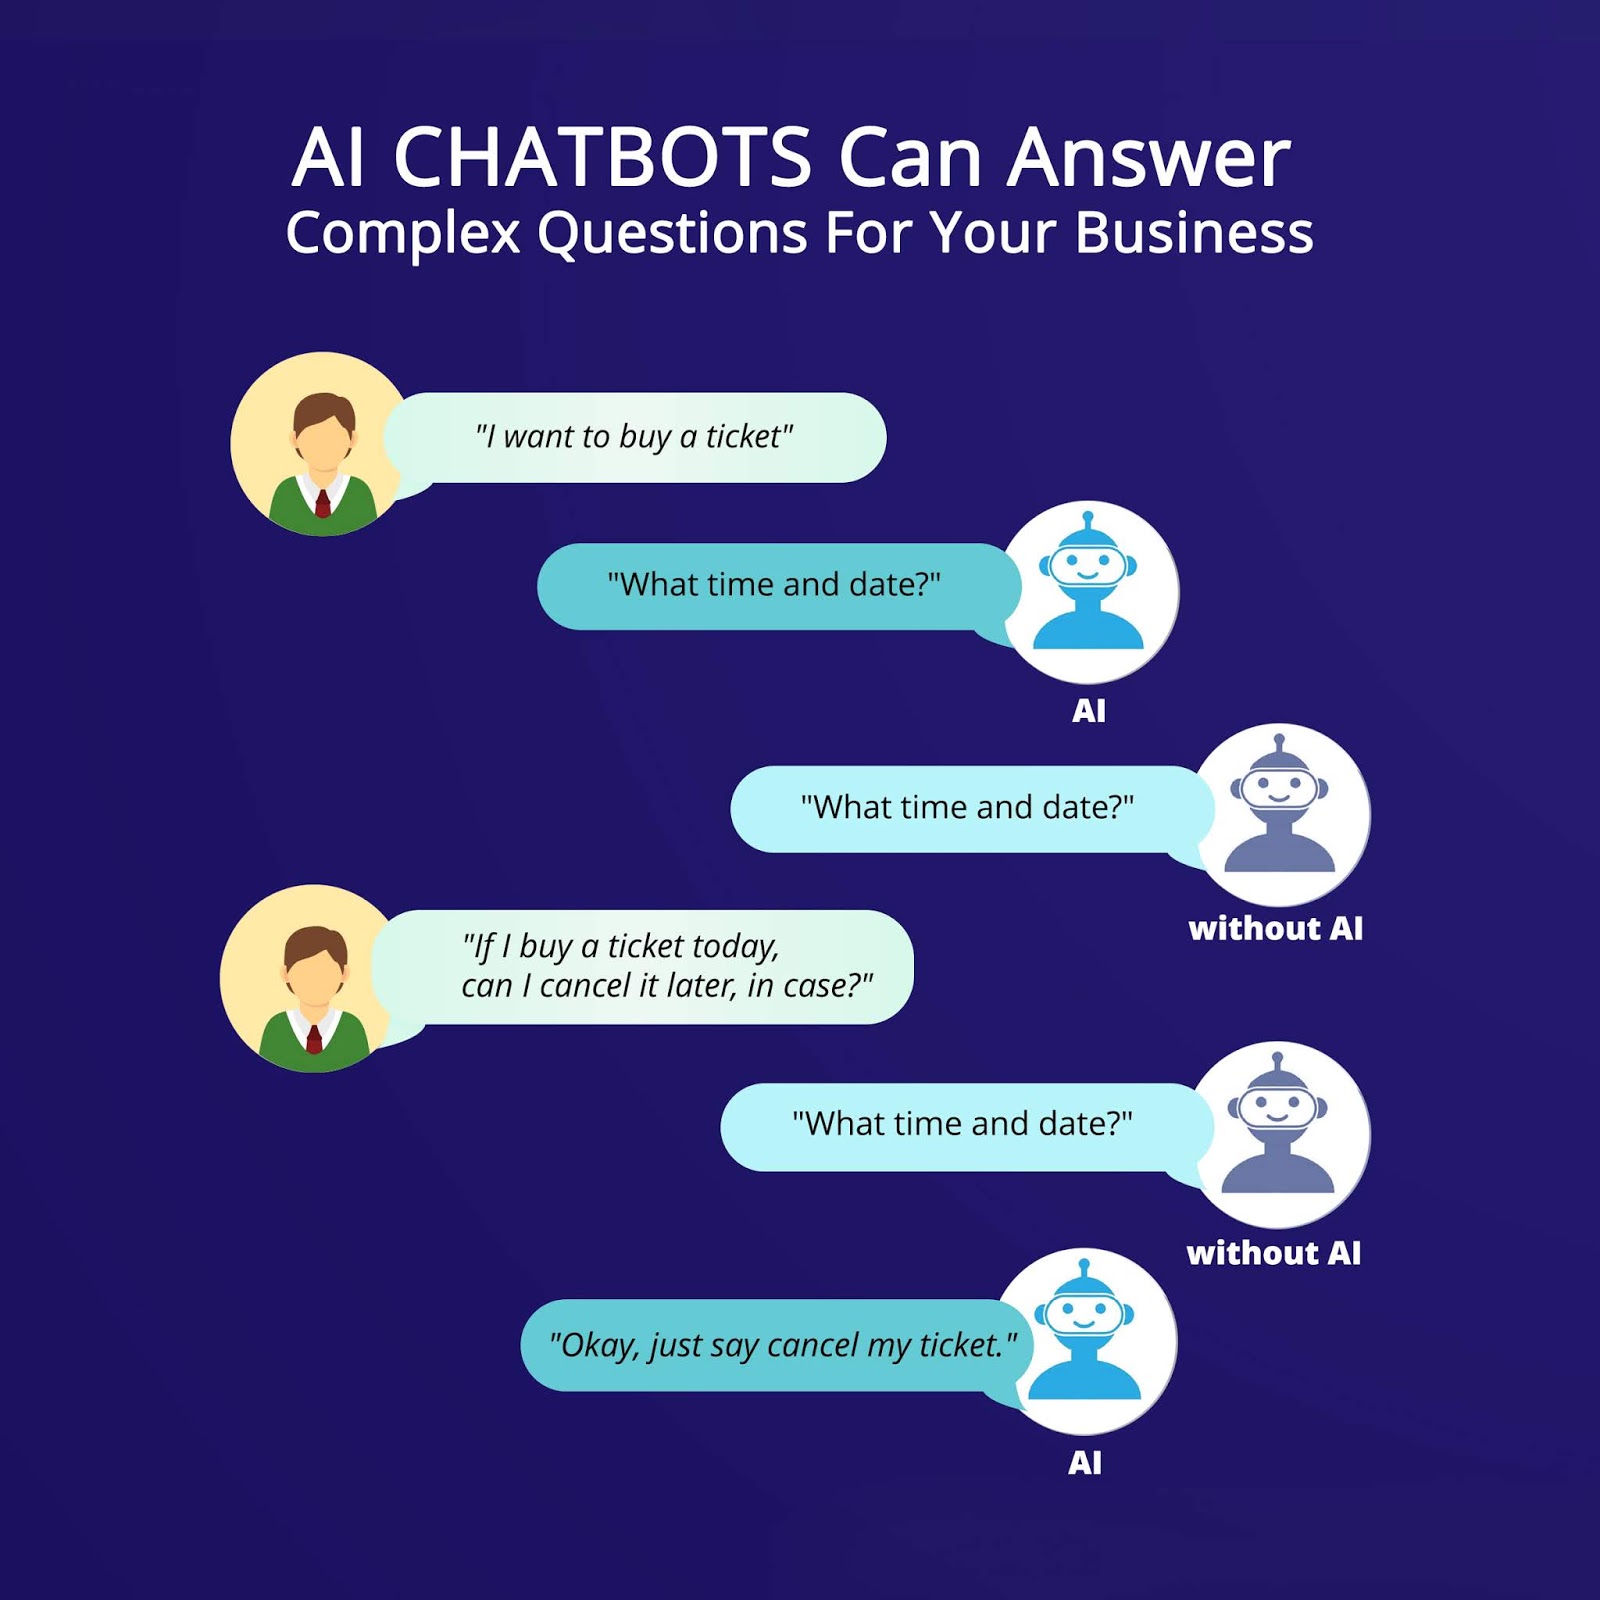 AI CHATBOTS Can Answer
Complex Questions For Your Business
"I want to buy a ticket"
"What time and date?"
AI
"What time and date?"
without AI
"If I buy a ticket today,
can I cancel it later, in case?"
"What time and date?"
without AI
"Okay, just say cancel my ticket."
AI